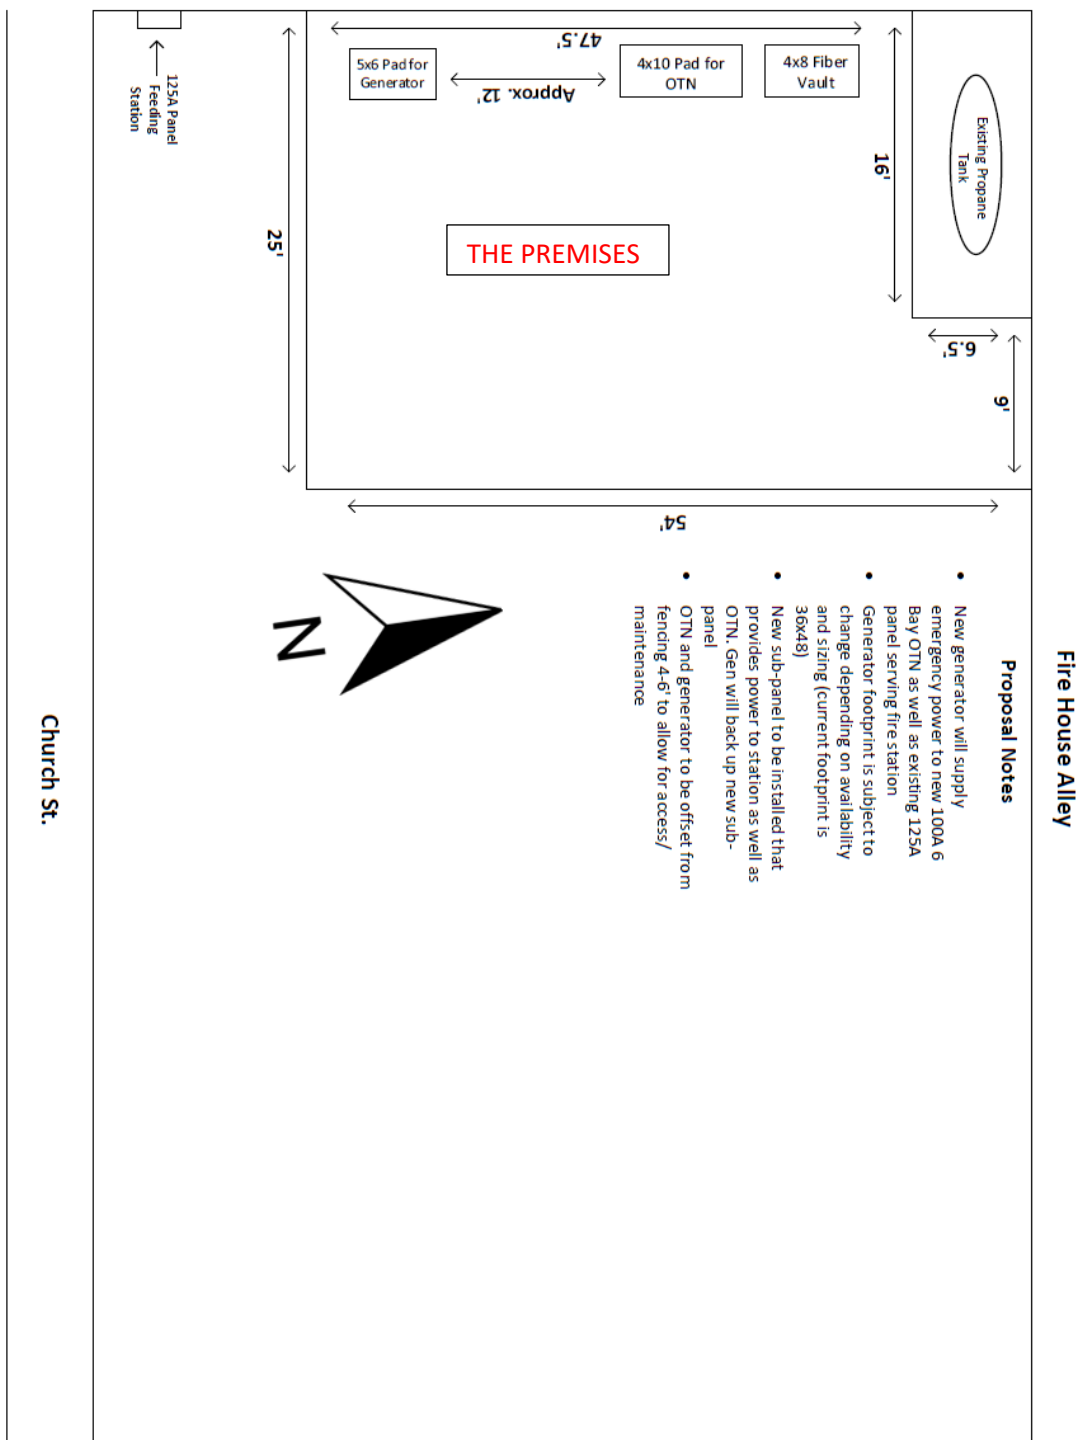 47.5'
5x6 Pad for
Generator
Approx. 12'
4x10 Pad for
OTN
4x8 Fiber
Vault
Existing Propane
Tank
125A Panel
Feeding
Station
16'
25'
THE PREMISES
6.5'
9'
54'
Fire House Alley
Proposal Notes
• New generator will supply
emergency power to new 100A 6
Bay OTN as well as existing 125A
panel serving fire station
• Generator footprint is subject to
change depending on availability
and sizing (current footprint is
36x48)
• New sub-panel to be installed that
provides power to station as well as
OTN. Gen will back up new sub-
panel
• OTN and generator to be offset from
fencing 4-6' to allow for access/
maintenance
N
Church St.